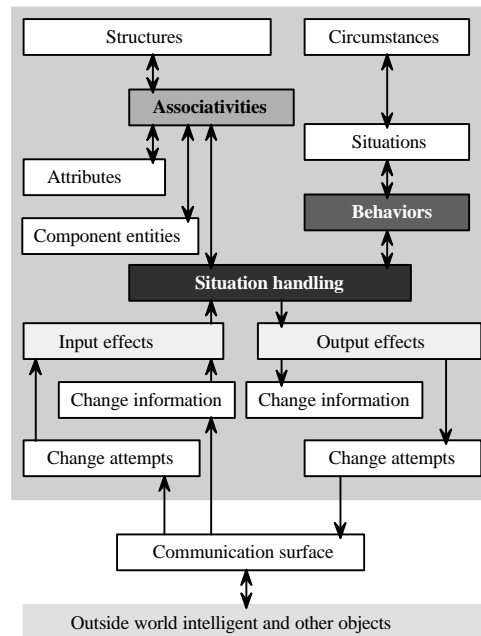 Structures
Circumstances
Associativities
Situations
Attributes
Behaviors
Component entities
Situation handling
Input effects
Output effects
Change information
Change information
Change attempts
Change attempts
Communication surface
Outside world intelligent and other objects